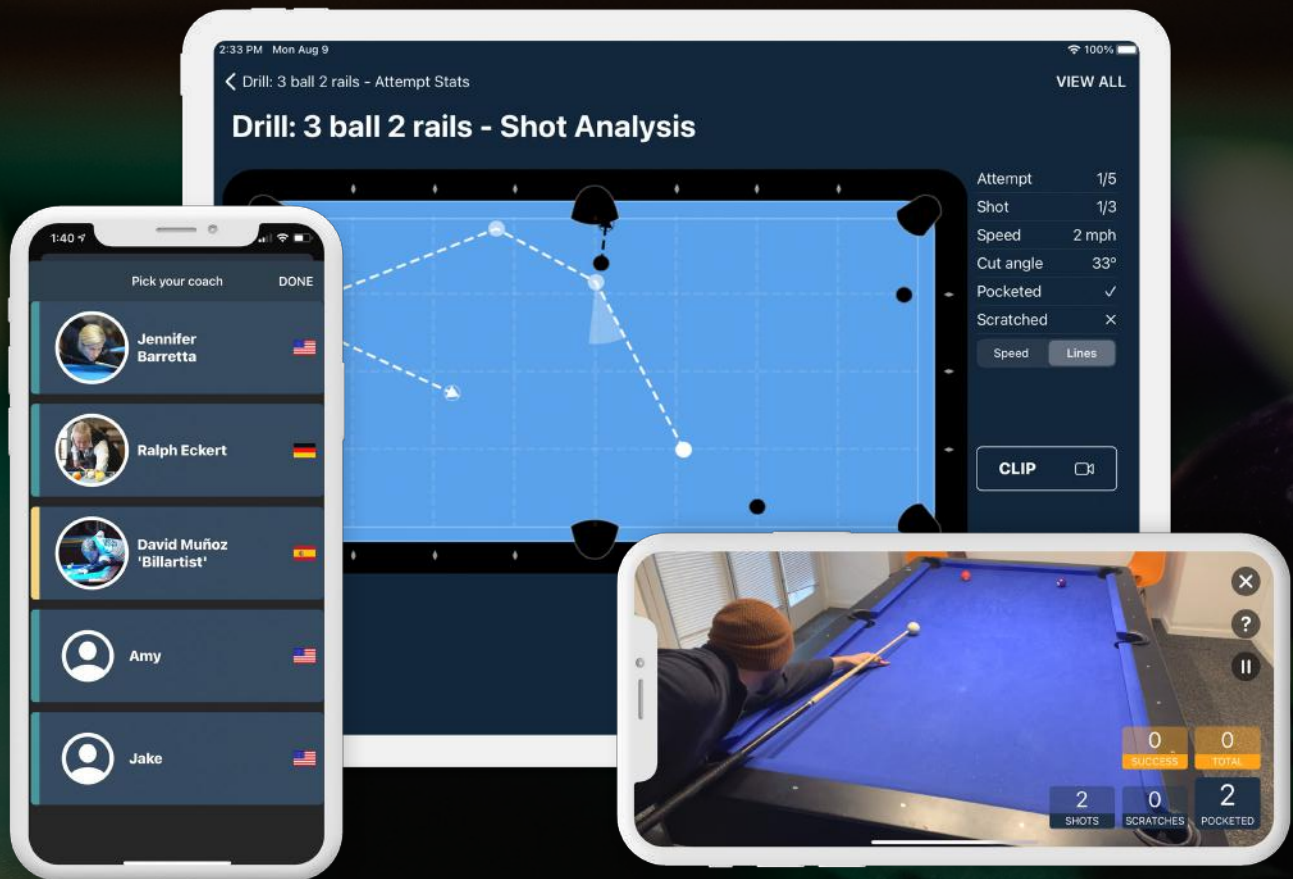 2:33 PM Mon Aug 9
100%
Drill: 3 ball 2 rails - Attempt Stats
VIEW ALL
Drill: 3 ball 2 rails - Shot Analysis
Attempt 1/5
Shot 1/3
Speed 2 mph
Cut angle 33°
Pocketed ✓
Scratched ×
Speed Lines
CLIP
1:40
Pick your coach DONE
Jennifer
Barretta
Ralph Eckert
David Muñoz
'Billartist'
Amy
Jake
?
0 0
SUCCESS TOTAL
2 0 2
SHOTS SCRATCHES POCKETED